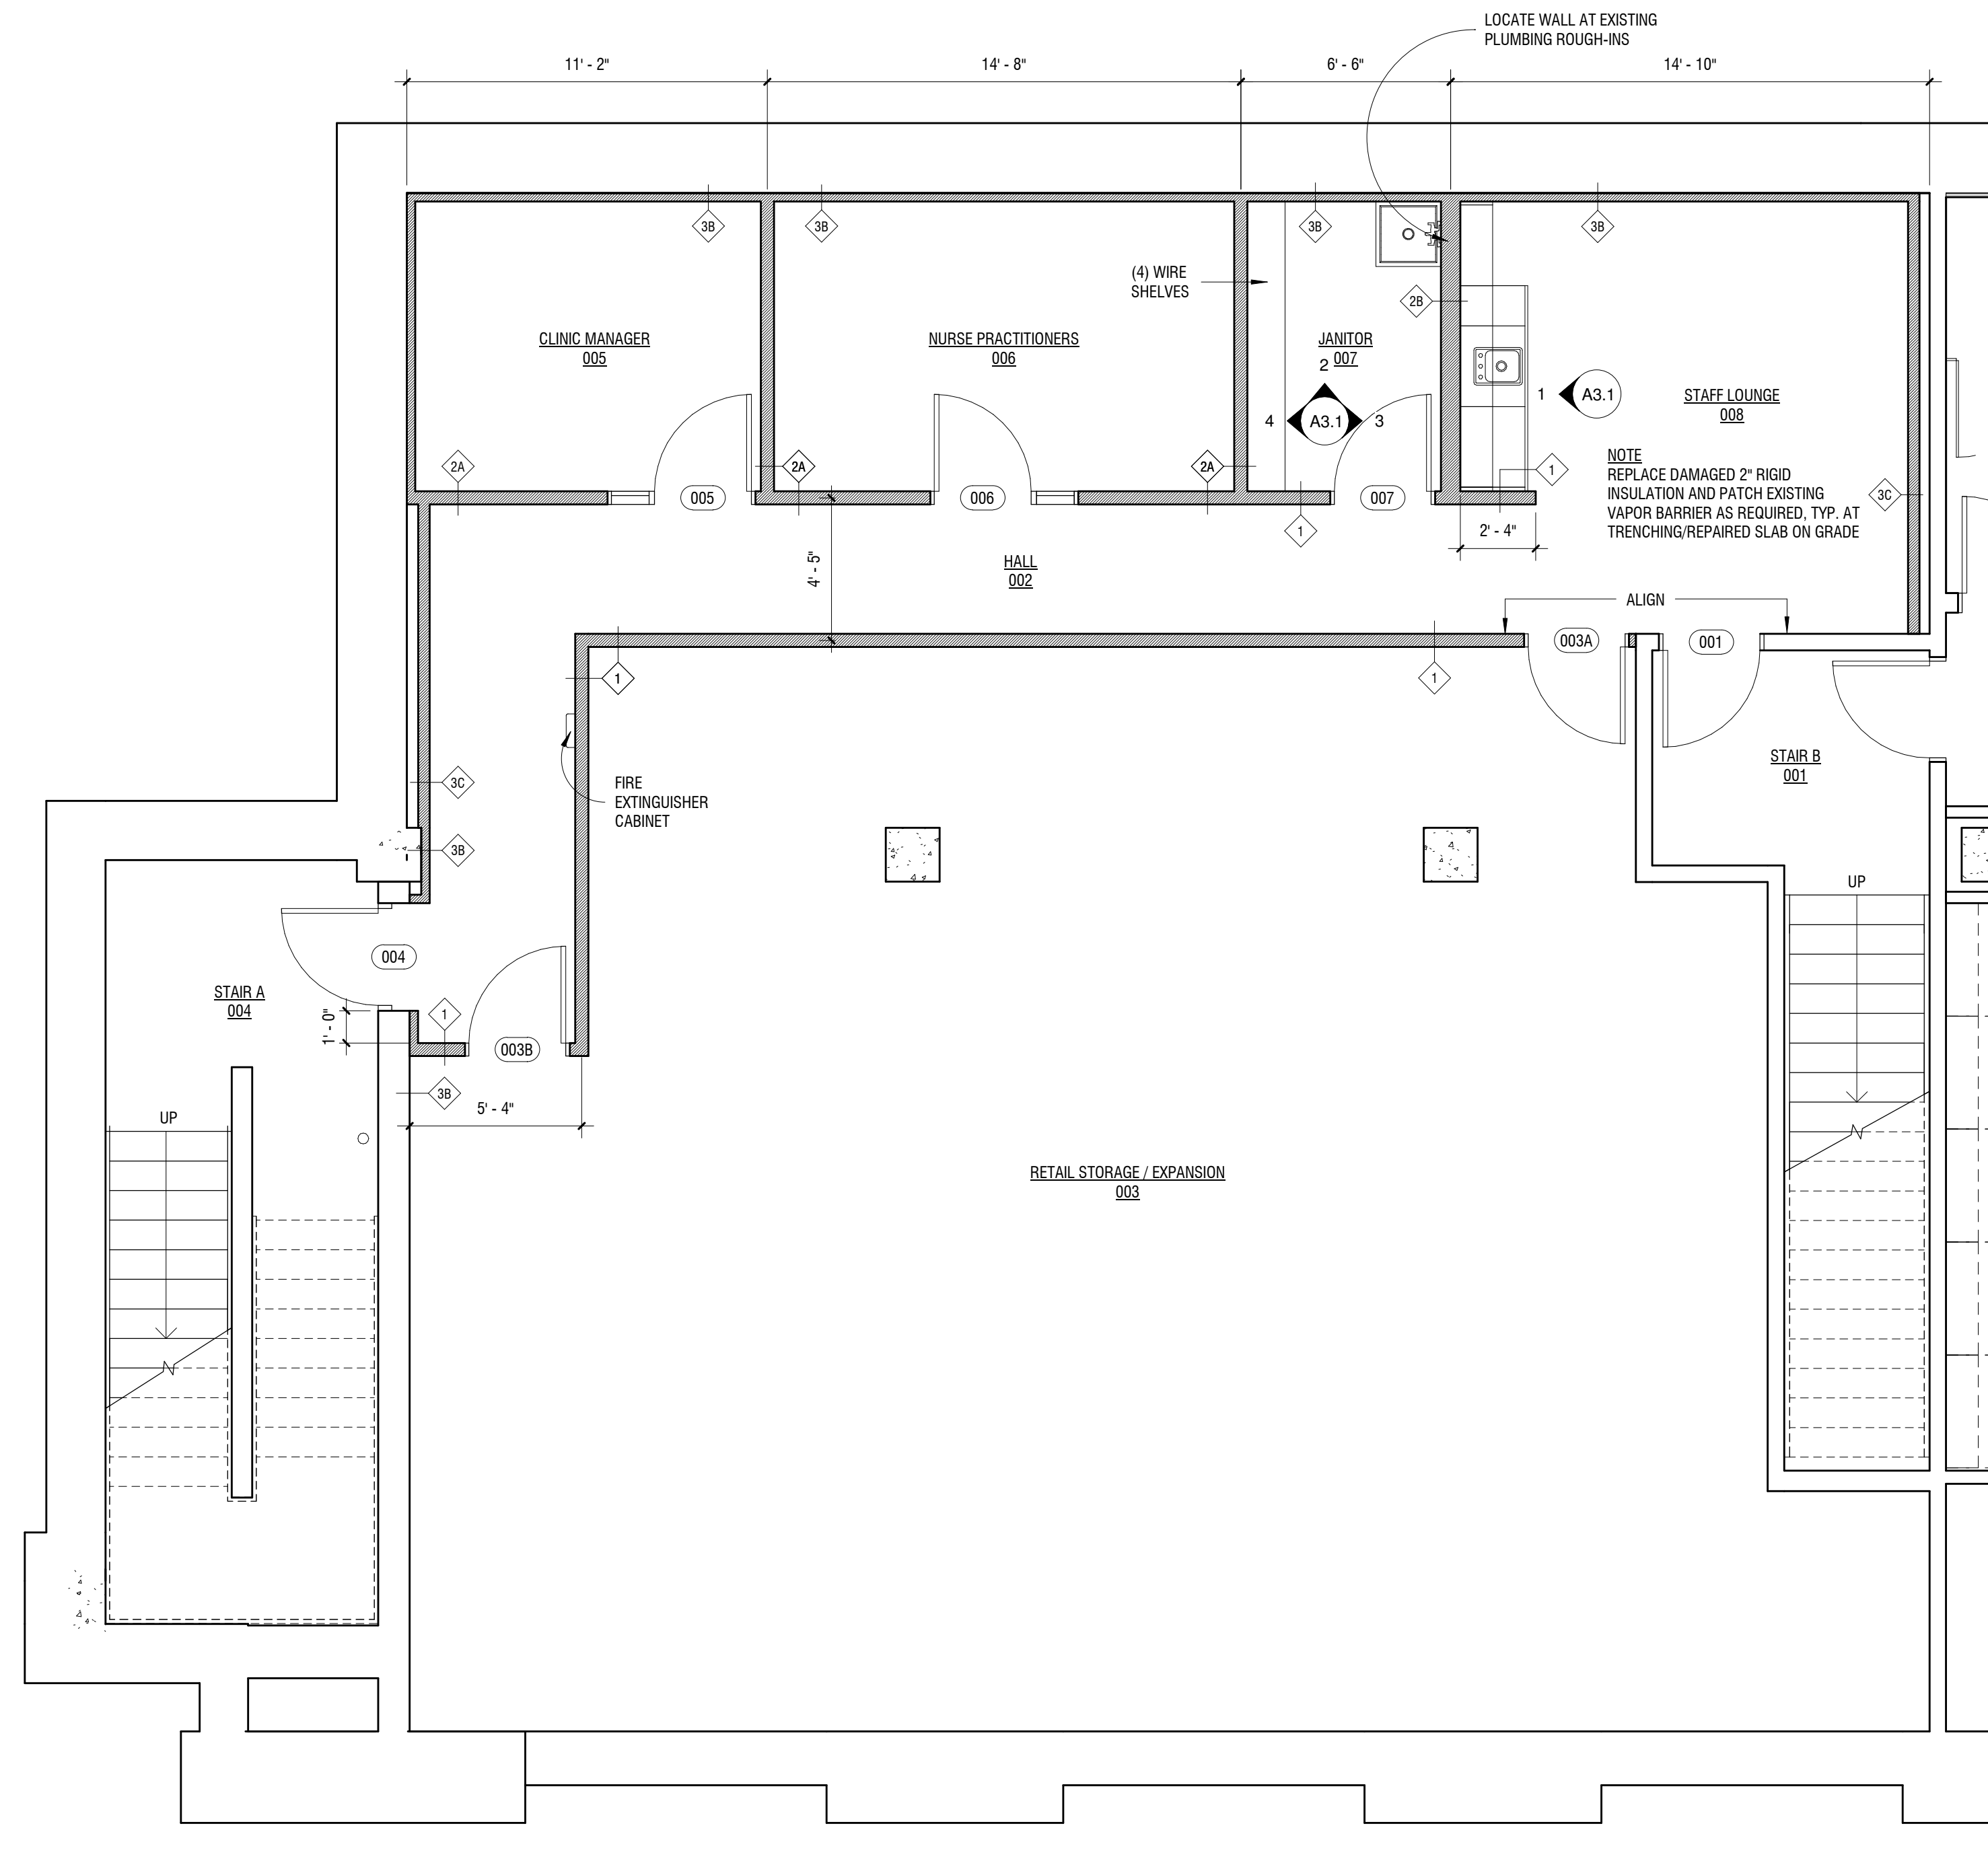 LOCATE WALL AT EXISTING
PLUMBING ROUGH-INS
11' - 2"
14' - 8"
6' - 6"
14' - 10"
3B
3B
3B
3B
(4) WIRE
SHELVES
2B
CLINIC MANAGER
005
NURSE PRACTITIONERS
006
JANITOR
007
2
4
A3.1
3
1
A3.1
STAFF LOUNGE
008
NOTE
REPLACE DAMAGED 2" RIGID
INSULATION AND PATCH EXISTING
VAPOR BARRIER AS REQUIRED, TYP. AT
TRENCHING/REPAIRED SLAB ON GRADE
2A
2A
2A
1
3C
005
006
007
1
2' - 4"
4' - 5"
HALL
002
ALIGN
003A
001
1
1
STAIR B
001
3C
FIRE
EXTINGUISHER
CABINET
3B
UP
004
STAIR A
004
1' - 0"
1
003B
3B
5' - 4"
UP
RETAIL STORAGE / EXPANSION
003